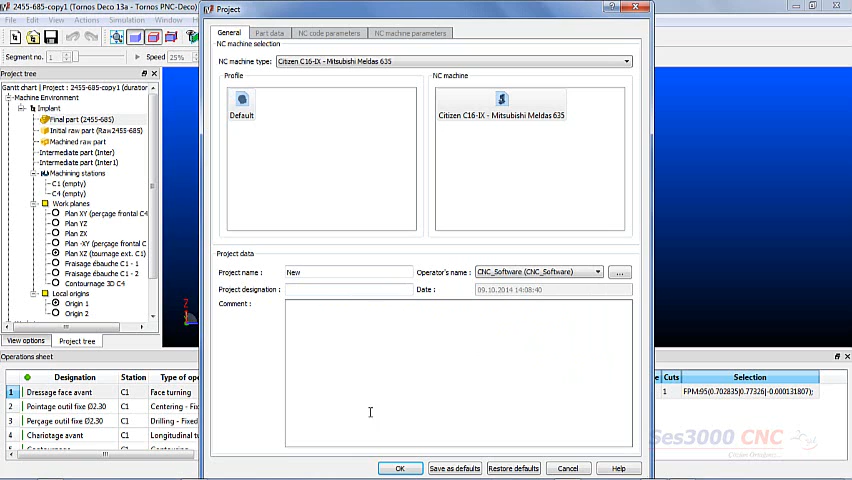 2455-685-copy1 (Tornos Deco 13a (Tornos PNC-Deco)
File Edit View
Actions Simulation Window
Segment no. 1 Speed 25%
Project tree
Gantt chart | Project : 2455-685-copy1 (duration
Machine Environment
Implant
Final part (2455-685)
Initial raw part (Raw2455-685)
Machined raw part
Intermediate part (Inter)
Intermediate part (Inter1)
Machining stations
C1 (empty)
C4 (empty)
Work planes
Plan XY (perçage frontal C4
Plan YZ
Plan ZX
Plan -XY (perçage frontal
Plan XZ (tournage ext. C1)
Fraisage ébauche C1 - 1
Fraisage ébauche C1 - 2
Contournage 3D C4
Local origins
Origin 1
Origin 2
View options Project tree
Z
Project
General Part data NC code parameters NC machine parameters
NC machine selection
NC machine type: Citizen C16-IX - Mitsubishi Meldas 635
Profile NC machine
Default Citizen C16-IX - Mitsubishi Meldas 635
Project data
Project name : New Operator's name : CNC_Software (CNC_Software) ...
Project designation : Date : 09.10.2014 14:08:40
Comment :
OK Save as defaults Restore defaults Cancel Help
Operations sheet
Designation Station Type of op Cuts Selection
1 Dressage face avant C1 Face turning 1 FPM:95(0.702835|0.77326|-0.000131807);
2 Pointage outil fixe Ø2.30 C1 Centering - Fixed
3 Perçage outil fixe Ø2.30 C1 Drilling - Fixed
4 Chariotage avant C1 Longitudinal t
Ses3000 CNC